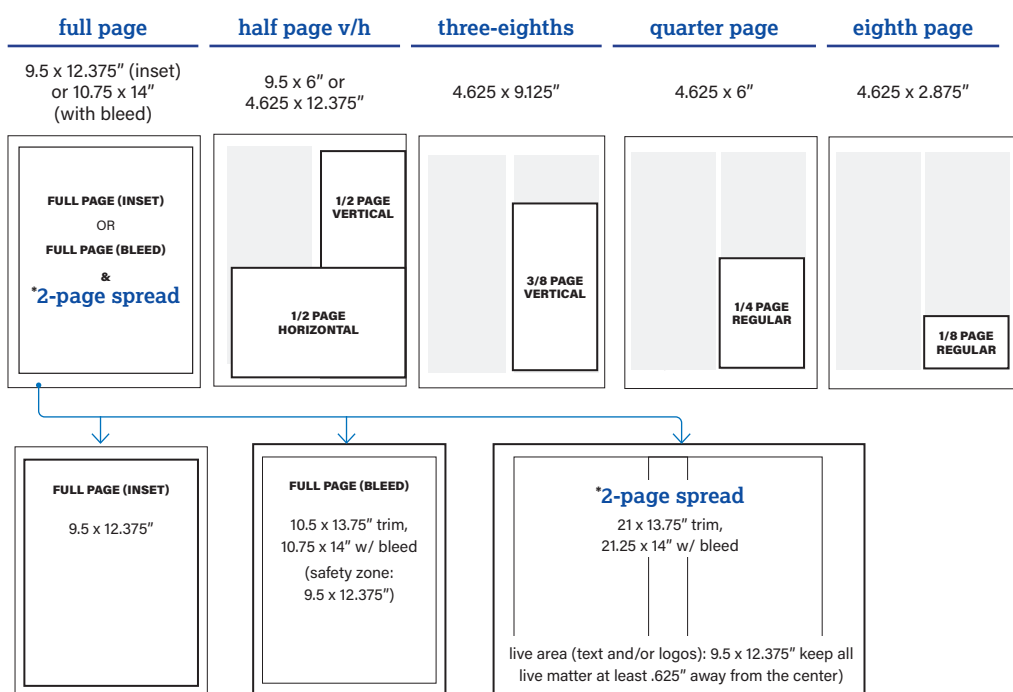 full page
half page v/h
three-eighths
quarter page
eighth page
9.5 x 12.375” (inset)
or 10.75 x 14”
(with bleed)
9.5 x 6” or
4.625 x 12.375”
4.625 x 9.125”
4.625 x 6”
4.625 x 2.875”
FULL PAGE (INSET)
OR
FULL PAGE (BLEED)
&
*2-page spread
1/2 PAGE
VERTICAL
1/2 PAGE
HORIZONTAL
3/8 PAGE
VERTICAL
1/4 PAGE
REGULAR
1/8 PAGE
REGULAR
FULL PAGE (INSET)
9.5 x 12.375”
FULL PAGE (BLEED)
10.5 x 13.75” trim,
10.75 x 14” w/ bleed
(safety zone:
9.5 x 12.375”)
*2-page spread
21 x 13.75” trim,
21.25 x 14” w/ bleed
live area (text and/or logos): 9.5 x 12.375” keep all
live matter at least .625” away from the center)